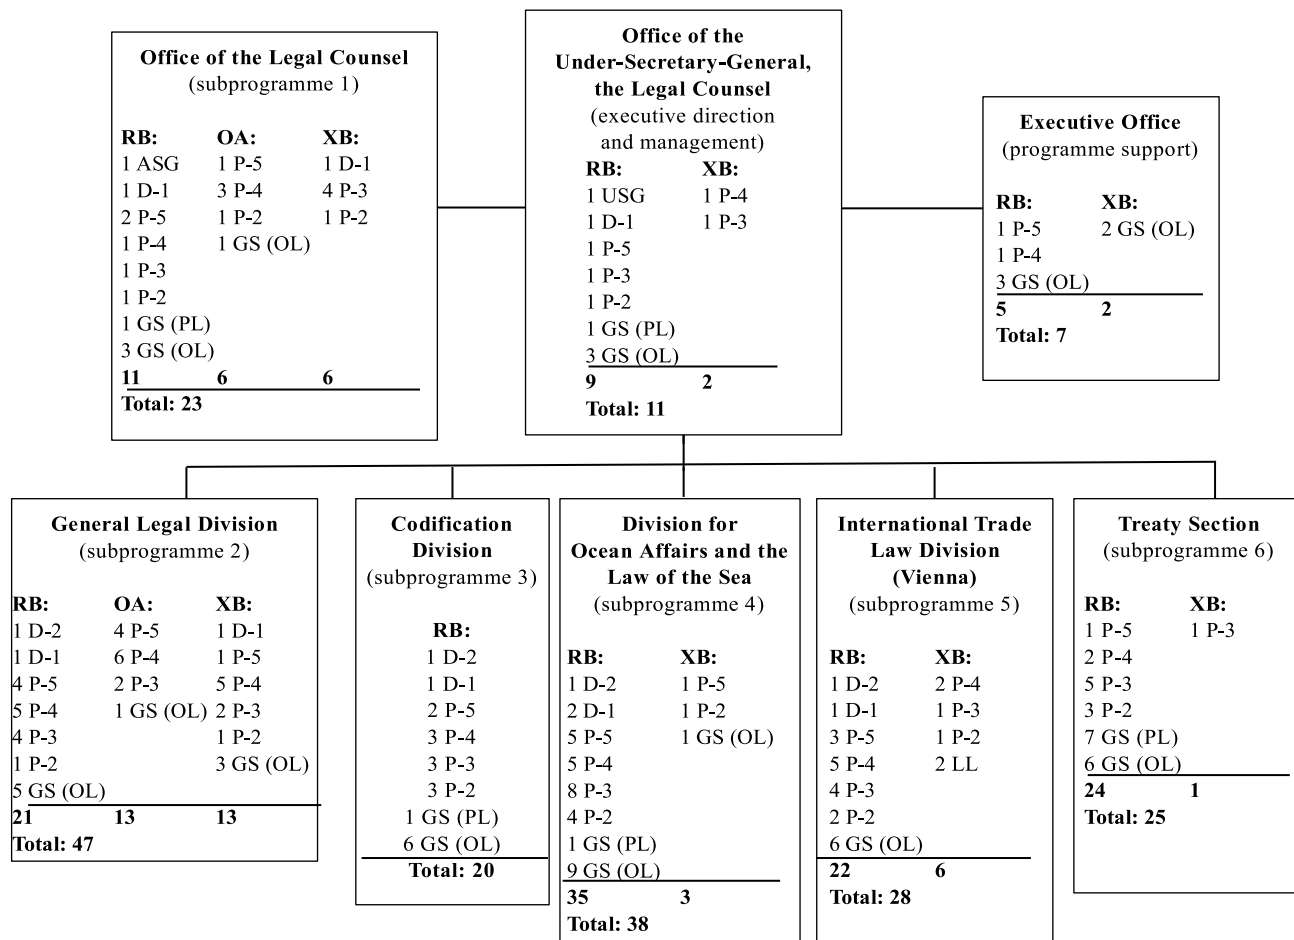 Office of the Legal Counsel
(subprogramme 1)
RB: OA: XB:
1 ASG 1 P-5 1 D-1
1 D-1 3 P-4 4 P-3
2 P-5 1 P-2 1 P-2
1 P-4 1 GS (OL)
1 P-3
1 P-2
1 GS (PL)
3 GS (OL)
11 6 6
Total: 23
Office of the
Under-Secretary-General,
the Legal Counsel
(executive direction
and management)
RB: XB:
1 USG 1 P-4
1 D-1 1 P-3
1 P-5
1 P-3
1 P-2
1 GS (PL)
3 GS (OL)
9 2
Total: 11
Executive Office
(programme support)
RB: XB:
1 P-5 2 GS (OL)
1 P-4
3 GS (OL)
5 2
Total: 7
General Legal Division
(subprogramme 2)
RB: OA: XB:
1 D-2 4 P-5 1 D-1
1 D-1 6 P-4 1 P-5
4 P-5 2 P-3 5 P-4
5 P-4 1 GS (OL) 2 P-3
4 P-3 1 P-2
1 P-2 3 GS (OL)
5 GS (OL)
21 13 13
Total: 47
Codification
Division
(subprogramme 3)
RB:
1 D-2
1 D-1
2 P-5
3 P-4
3 P-3
3 P-2
1 GS (PL)
6 GS (OL)
Total: 20
Division for
Ocean Affairs and the
Law of the Sea
(subprogramme 4)
RB: XB:
1 D-2 1 P-5
2 D-1 1 P-2
5 P-5 1 GS (OL)
5 P-4
8 P-3
4 P-2
1 GS (PL)
9 GS (OL)
35 3
Total: 38
International Trade
Law Division
(Vienna)
(subprogramme 5)
RB: XB:
1 D-2 2 P-4
1 D-1 1 P-3
3 P-5 1 P-2
5 P-4 2 LL
4 P-3
2 P-2
6 GS (OL)
22 6
Total: 28
Treaty Section
(subprogramme 6)
RB: XB:
1 P-5 1 P-3
2 P-4
5 P-3
3 P-2
7 GS (PL)
6 GS (OL)
24 1
Total: 25